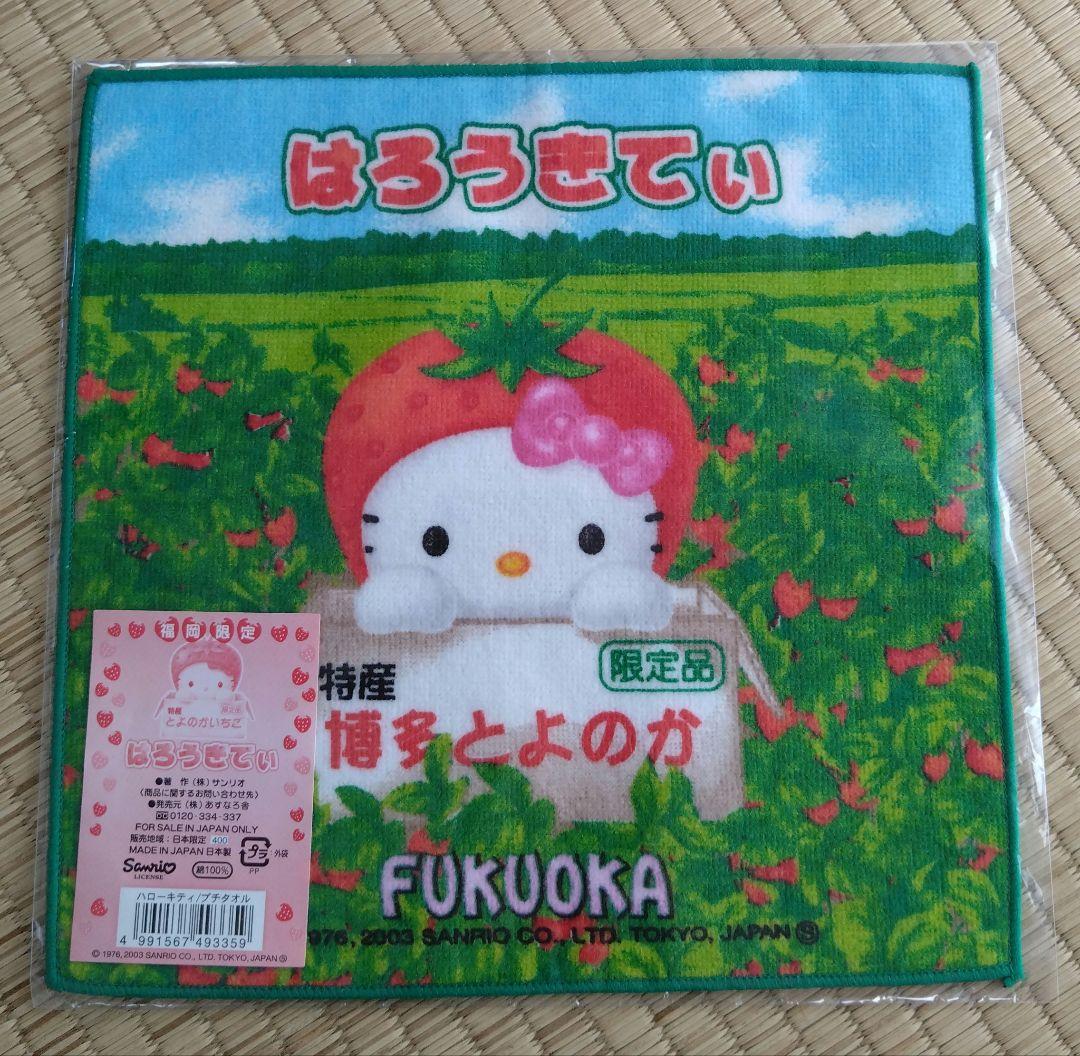 はろうきてぃ
特産
限定品
博多とよのか
FUKUOKA
1976, 2003 SANRIO CO., LTD. TOKYO, JAPAN Ⓢ
福岡限定
特産
限定品
とよのかいちご
はろうきてぃ
●著 作 (株) サンリオ
〈商品に関するお問い合わせ先〉
●発売元 (株) あすなろ舎
0120-334-337
FOR SALE IN JAPAN ONLY
販売地域:日本限定 400
MADE IN JAPAN 日本製
プラ 外袋
PP
Sanrio
LICENSE
綿100%
ハローキティ/プチタオル
4 991567 493359
© 1976, 2003 SANRIO CO., LTD. TOKYO, JAPAN Ⓢ